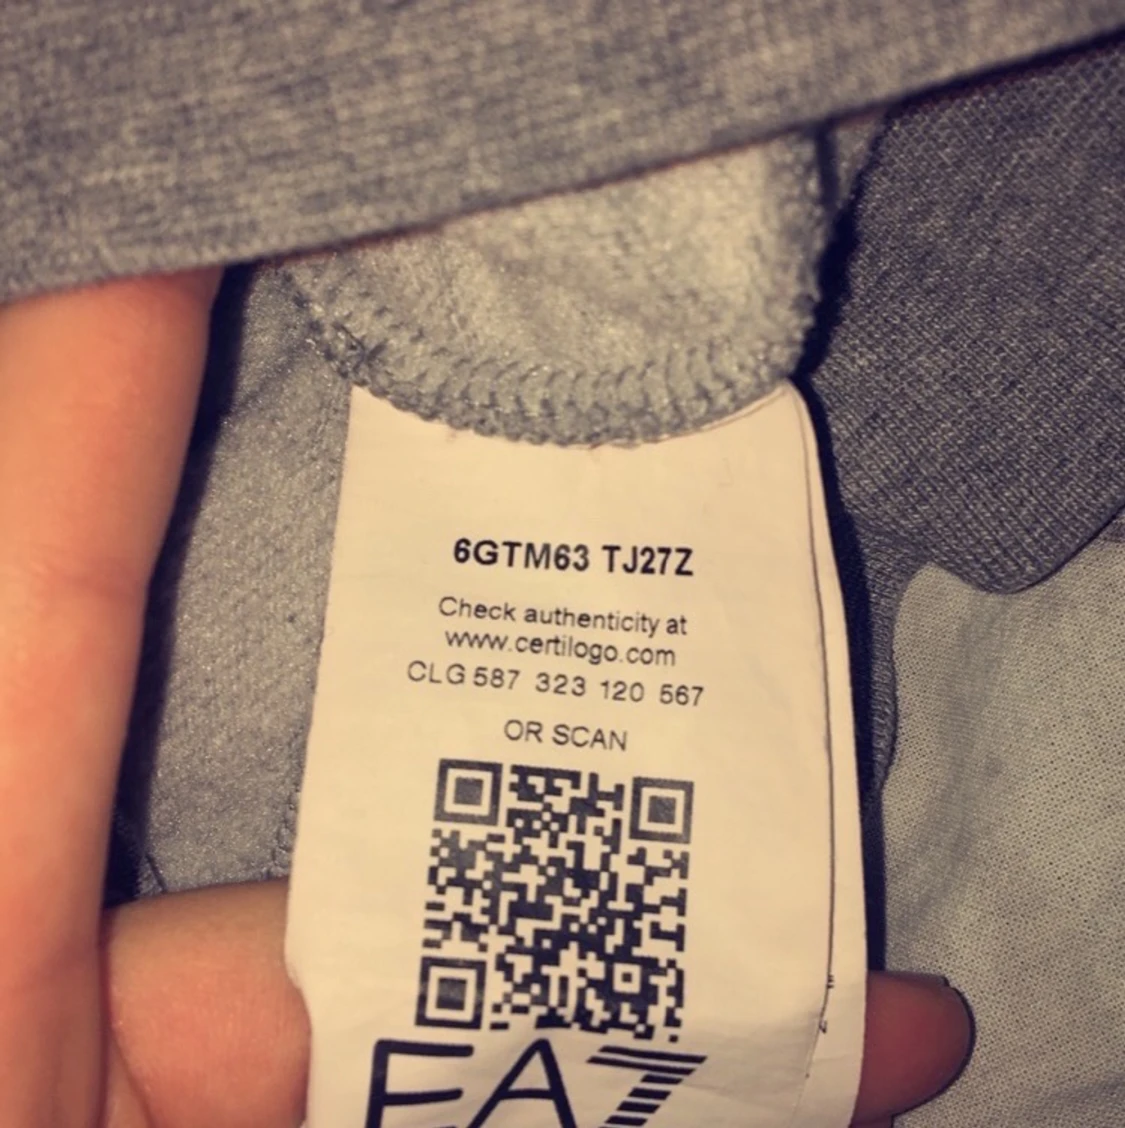 6GTM63 TJ27Z
Check authenticity at
www.certilogo.com
CLG 587 323 120 567
OR SCAN
EA7